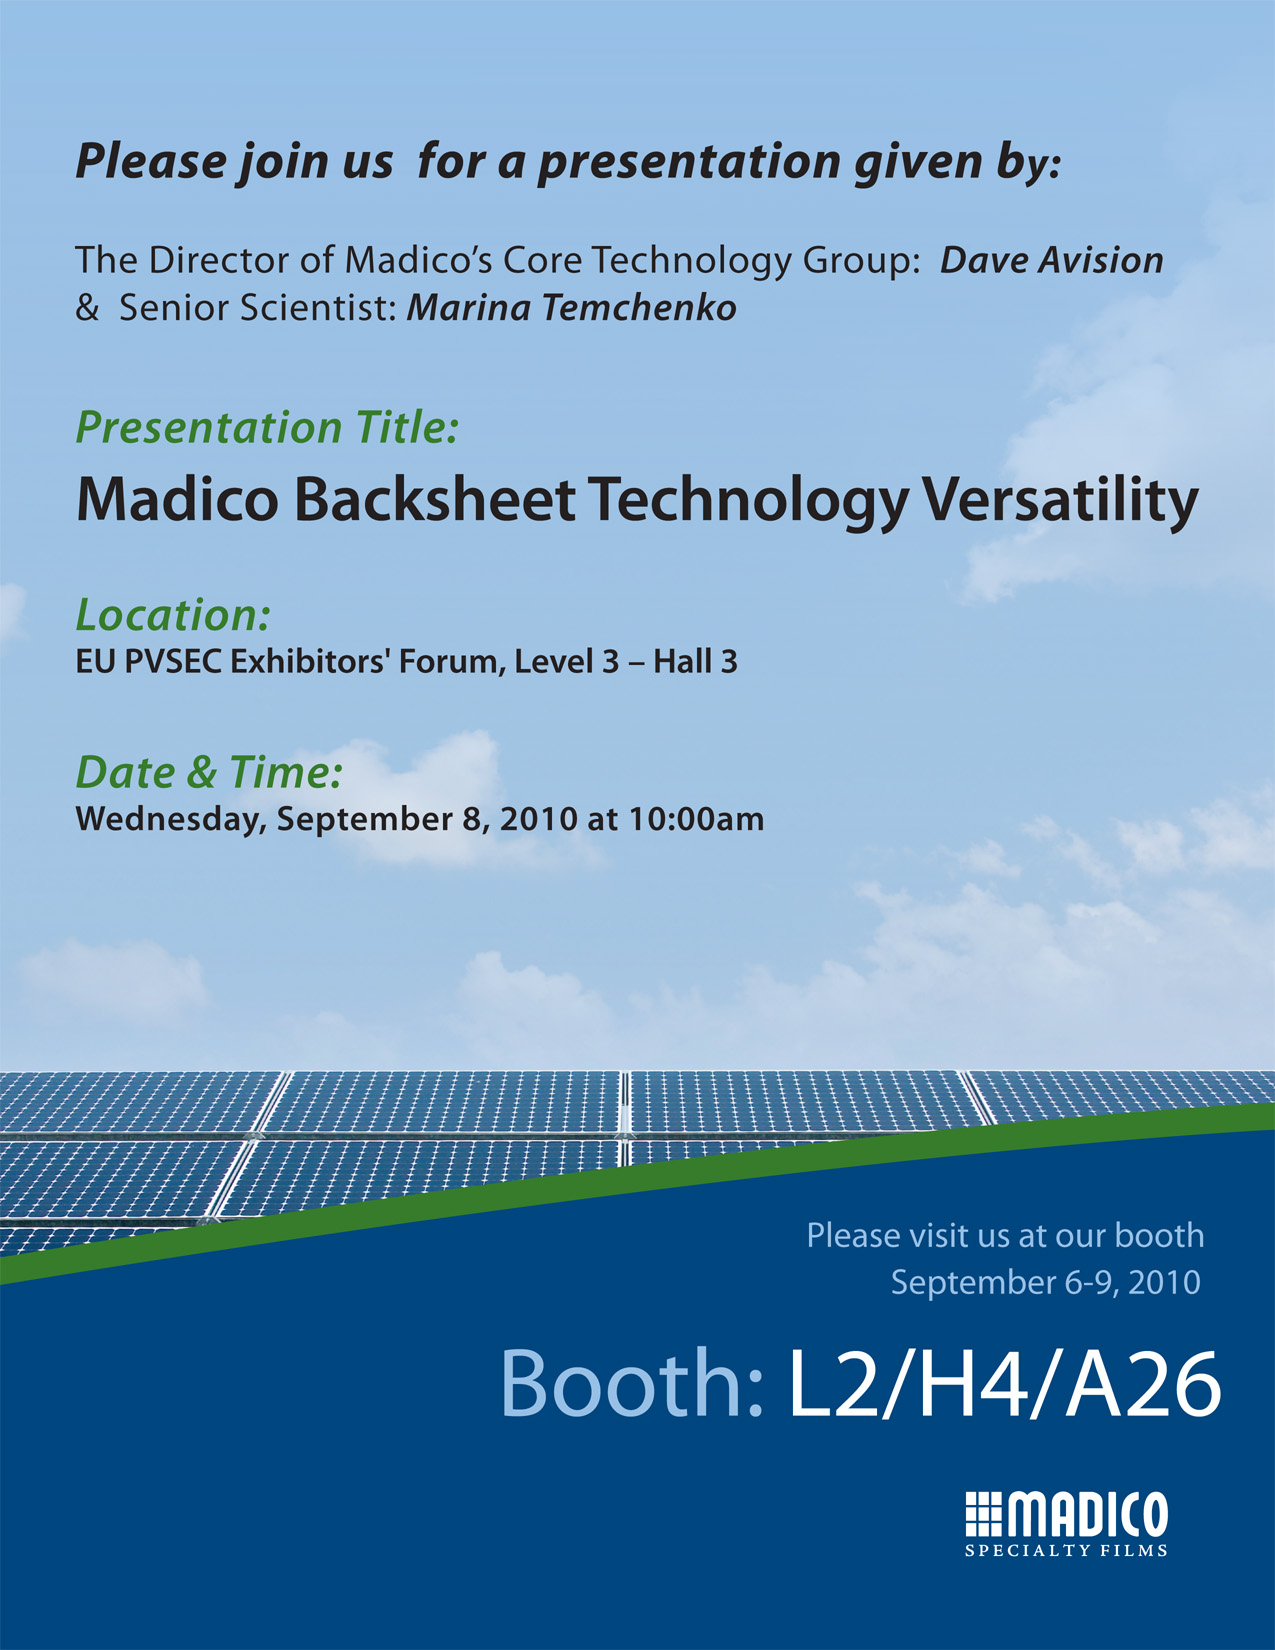 Please join us  for a presentation given by:
The Director of Madico’s Core Technology Group:  Dave Avision
&  Senior Scientist: Marina Temchenko
Presentation Title:
Madico Backsheet Technology Versatility
Location:
EU PVSEC Exhibitors' Forum, Level 3 – Hall 3
Date & Time:
Wednesday, September 8, 2010 at 10:00am
Please visit us at our booth
September 6-9, 2010
Booth: L2/H4/A26
MADICO
SPECIALTY FILMS